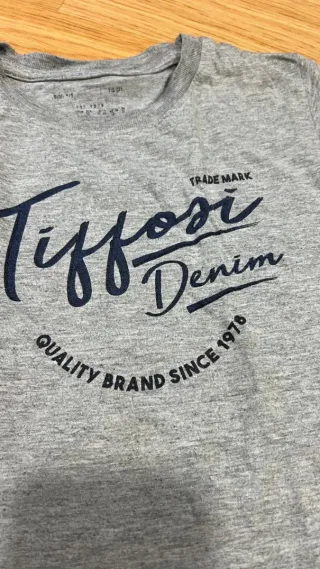 TRADE MARK
Tiffosi
Denim
QUALITY BRAND SINCE 1978